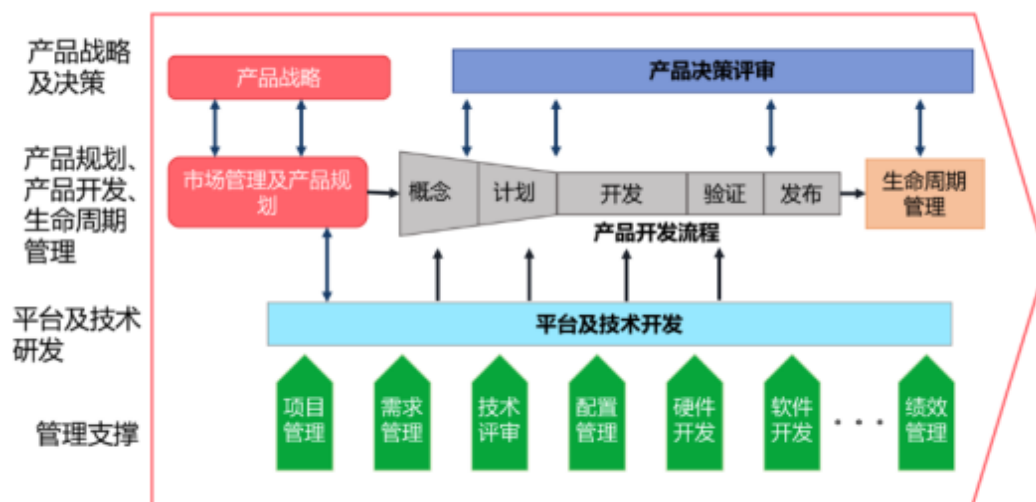 产品战略
及决策
产品战略
产品决策评审
产品规划、
产品开发、
生命周期
管理
市场管理及产品规
划
概念
计划
开发
验证
发布
生命周期
管理
产品开发流程
平台及技术
研发
平台及技术开发
管理支撑
项目
管理
需求
管理
技术
评审
配置
管理
硬件
开发
软件
开发
···
绩效
管理